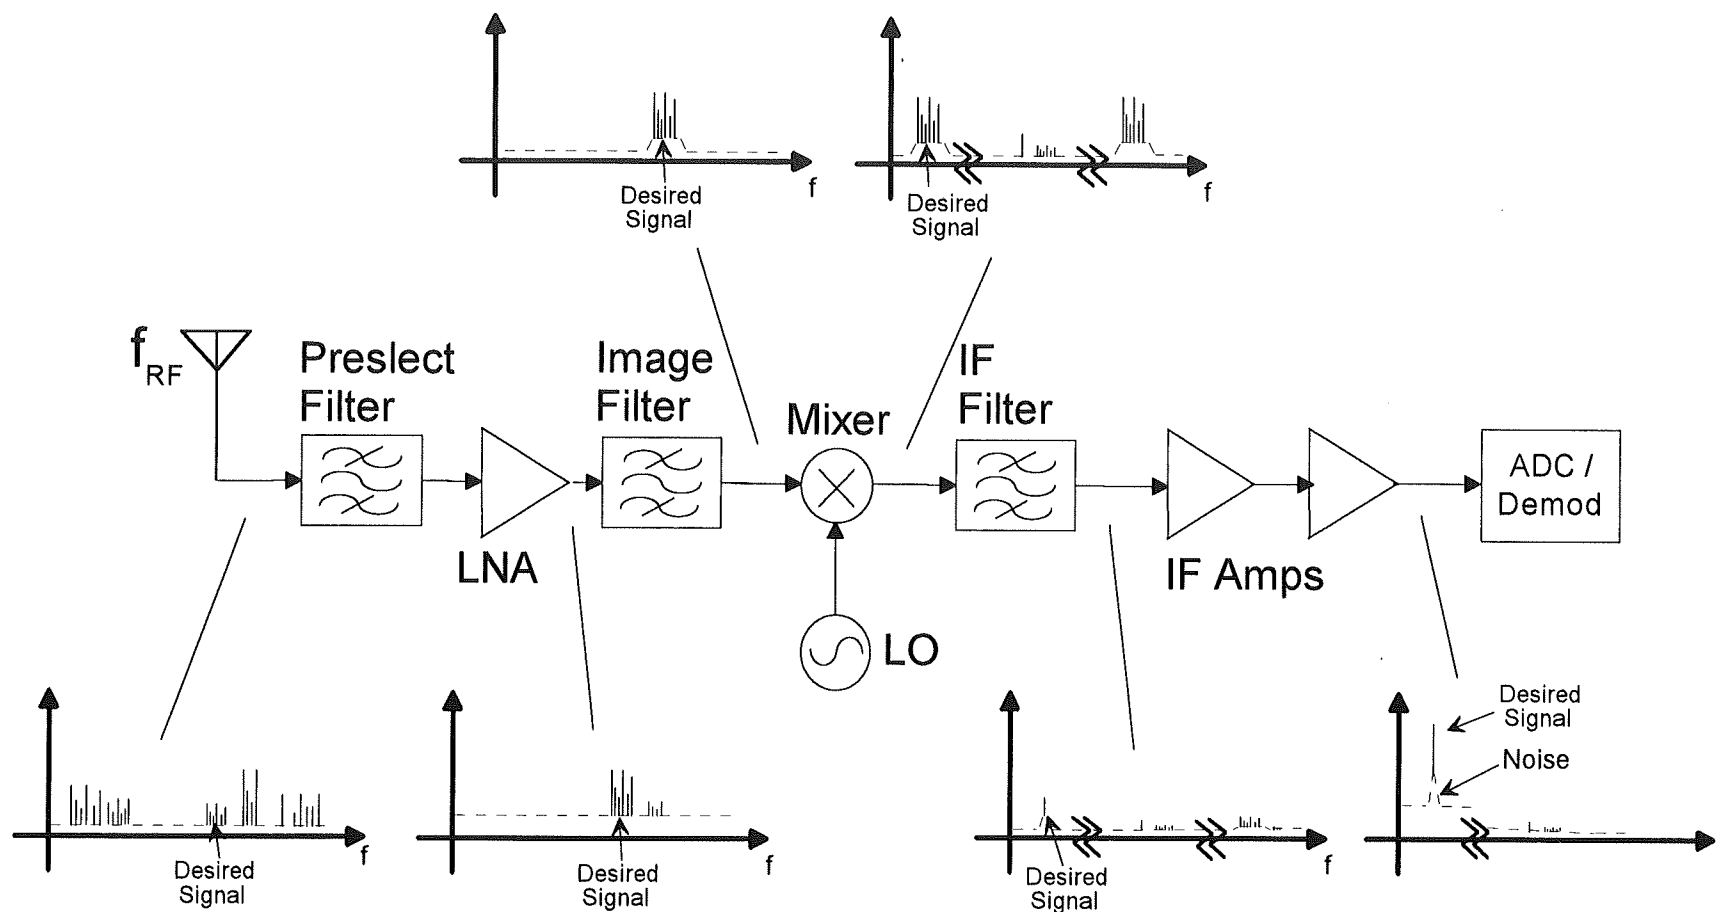 Desired
Signal
f
Desired
Signal
f
f
RF
Preslect
Filter
Image
Filter
Mixer
IF
Filter
ADC /
Demod
LNA
IF Amps
LO
Desired
Signal
Noise
Desired
Signal
f
Desired
Signal
f
Desired
Signal
f